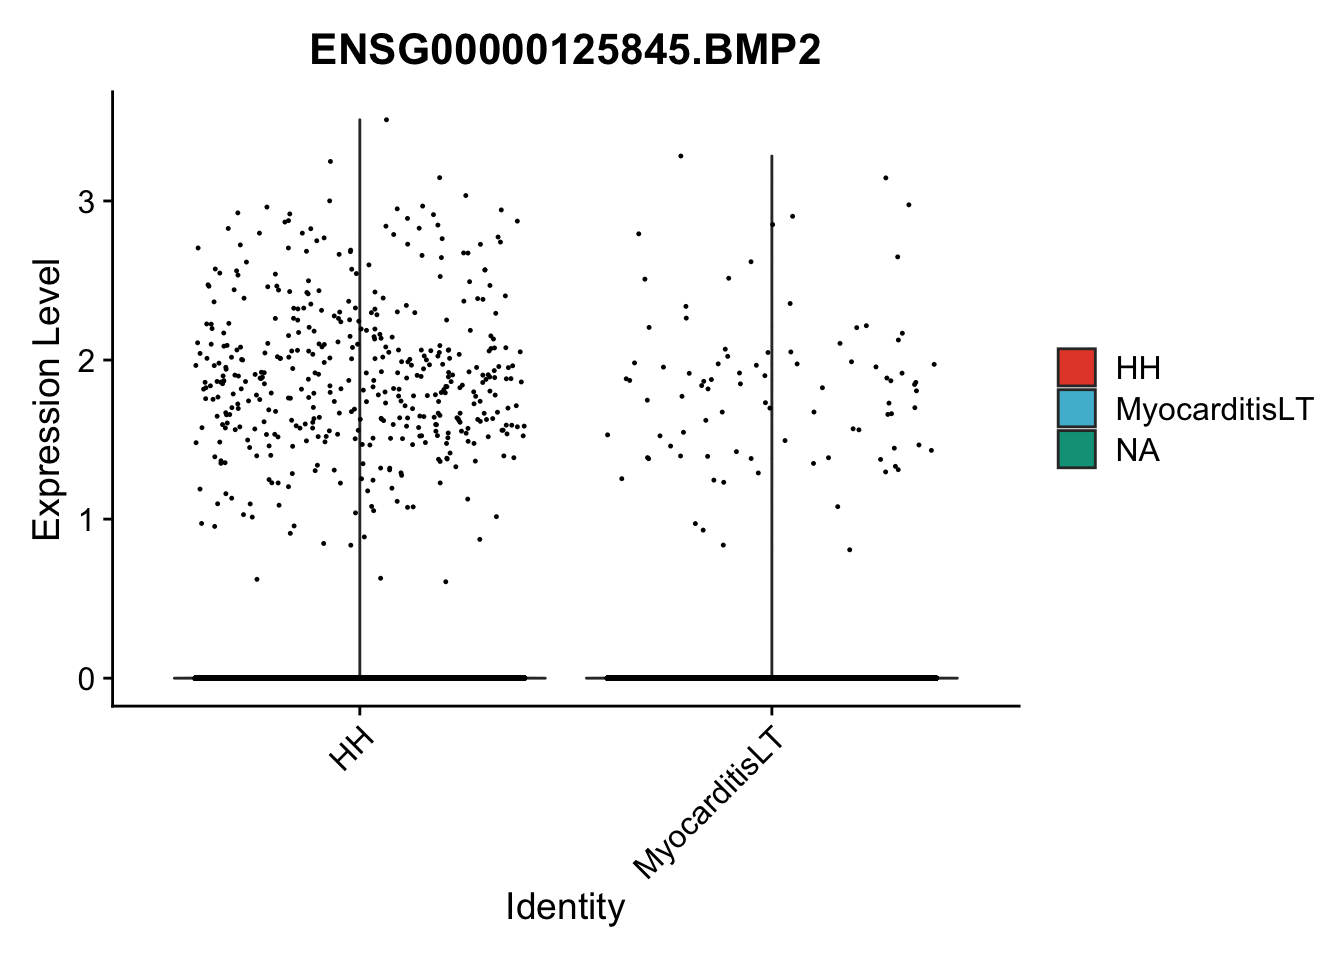 ENSG00000125845.BMP2
Expression Level
3
2
1
0
HH
MyocarditisLT
Identity
HH
MyocarditisLT
NA